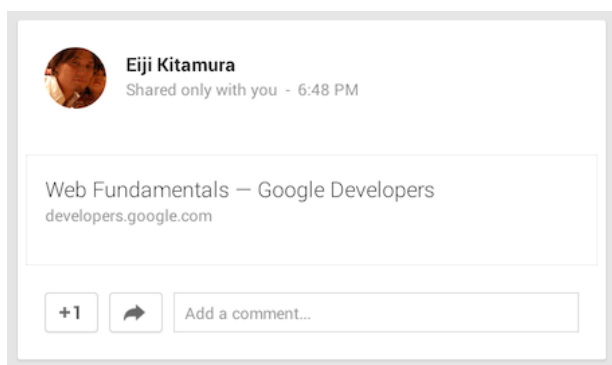 Eiji Kitamura
Shared only with you - 6:48 PM
Web Fundamentals — Google Developers
developers.google.com
+1
Add a comment...